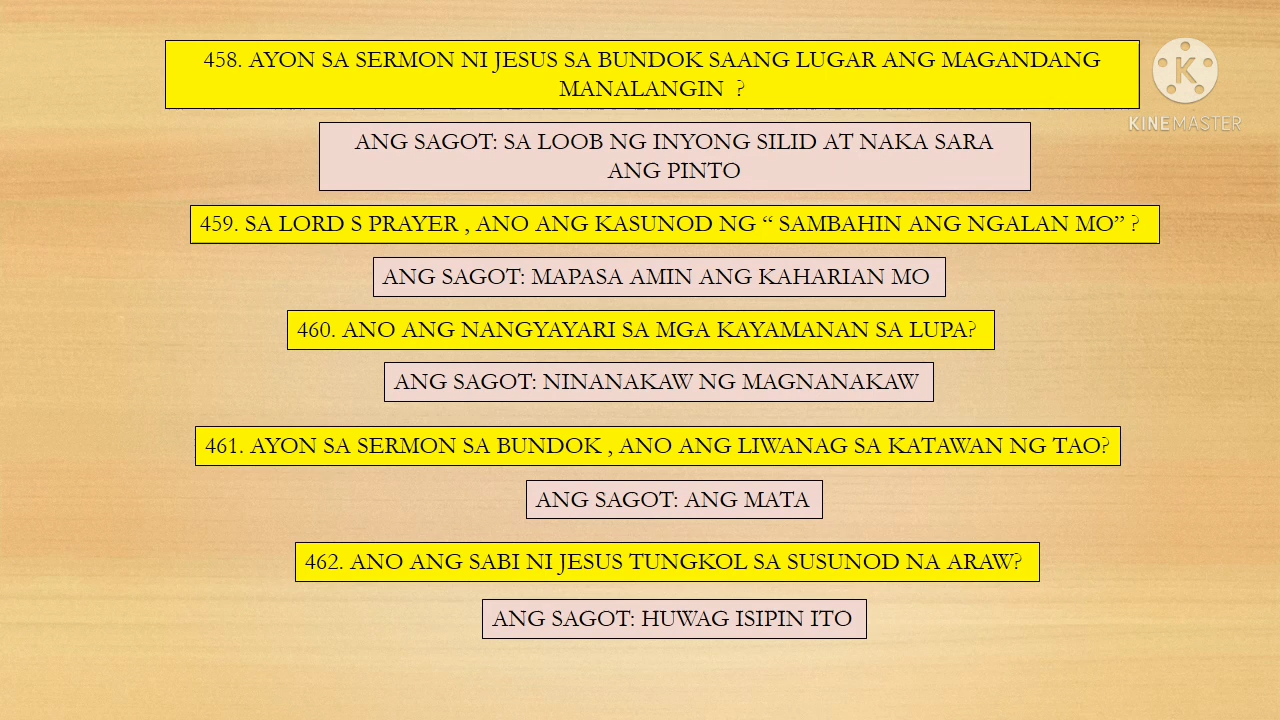 458. AYON SA SERMON NI JESUS SA BUNDOK SAANG LUGAR ANG MAGANDANG
MANALANGIN ?
K
KINEMASTER
ANG SAGOT: SA LOOB NG INYONG SILID AT NAKA SARA
ANG PINTO
459. SA LORD S PRAYER , ANO ANG KASUNOD NG “ SAMBAHIN ANG NGALAN MO” ?
ANG SAGOT: MAPASA AMIN ANG KAHARIAN MO
460. ANO ANG NANGYAYARI SA MGA KAYAMANAN SA LUPA?
ANG SAGOT: NINANAKAW NG MAGNANAKAW
461. AYON SA SERMON SA BUNDOK , ANO ANG LIWANAG SA KATAWAN NG TAO?
ANG SAGOT: ANG MATA
462. ANO ANG SABI NI JESUS TUNGKOL SA SUSUNOD NA ARAW?
ANG SAGOT: HUWAG ISIPIN ITO